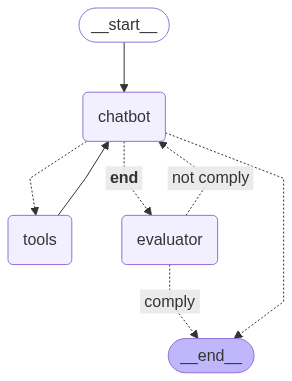 __start__
chatbot
end
not comply
tools
evaluator
comply
__end__